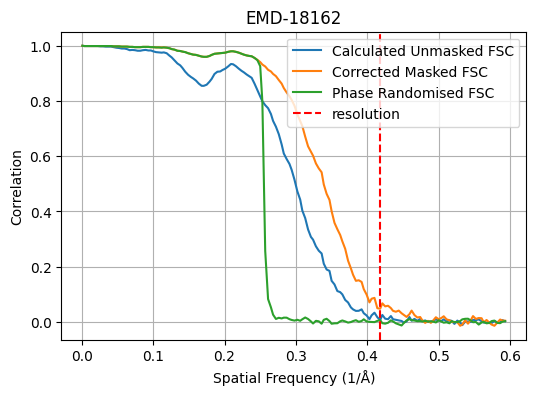 EMD-18162
Calculated Unmasked FSC
Corrected Masked FSC
Phase Randomised FSC
resolution
Correlation
1.0
0.8
0.6
0.4
0.2
0.0
0.0 0.1 0.2 0.3 0.4 0.5 0.6
Spatial Frequency (1/Å)